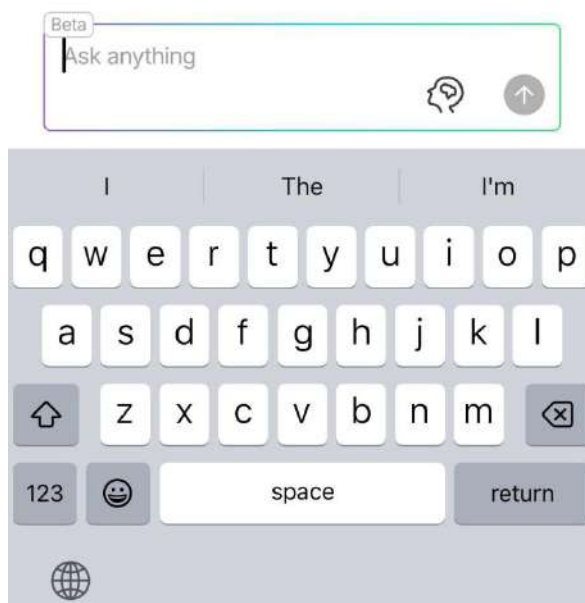 Beta
Ask anything
I The I'm
q w e r t y u i o p
a s d f g h j k l
z x c v b n m
123 space return